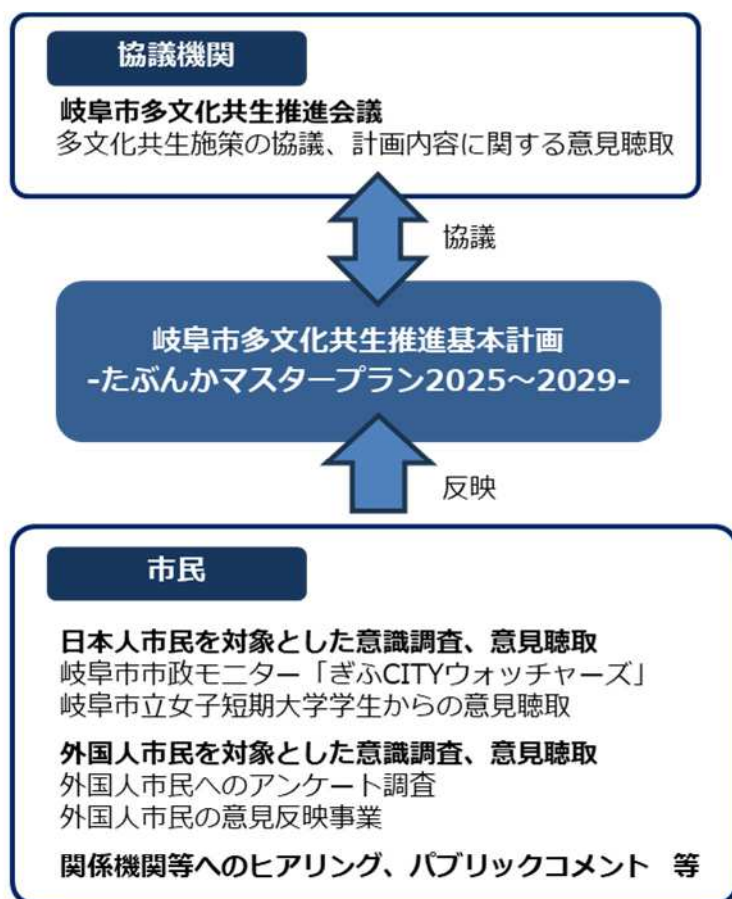 協議機関
岐阜市多文化共生推進会議
多文化共生施策の協議、計画内容に関する意見聴取
協議
岐阜市多文化共生推進基本計画
-たぶんかマスタープラン2025～2029-
反映
市民
日本人市民を対象とした意識調査、意見聴取
岐阜市市政モニター「ぎふCITYウォッチャーズ」
岐阜市立女子短期大学学生からの意見聴取
外国人市民を対象とした意識調査、意見聴取
外国人市民へのアンケート調査
外国人市民の意見反映事業
関係機関等へのヒアリング、パブリックコメント　等